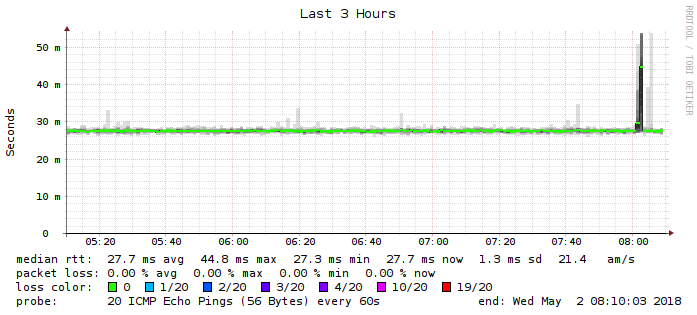 Last 3 Hours
RRDTOOL / TOBI OETIKER
Seconds
50 m
40 m
30 m
20 m
10 m
0
05:20 05:40 06:00 06:20 06:40 07:00 07:20 07:40 08:00
median rtt: 27.7 ms avg 44.8 ms max 27.3 ms min 27.7 ms now 1.3 ms sd 21.4 am/s
packet loss: 0.00 % avg 0.00 % max 0.00 % min 0.00 % now
loss color: 0 1/20 2/20 3/20 4/20 10/20 19/20
probe: 20 ICMP Echo Pings (56 Bytes) every 60s end: Wed May 2 08:10:03 2018